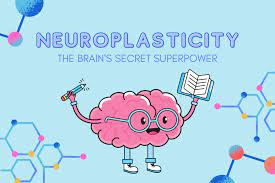 NEUROPLASTICITY
THE BRAIN'S SECRET SUPERPOWER